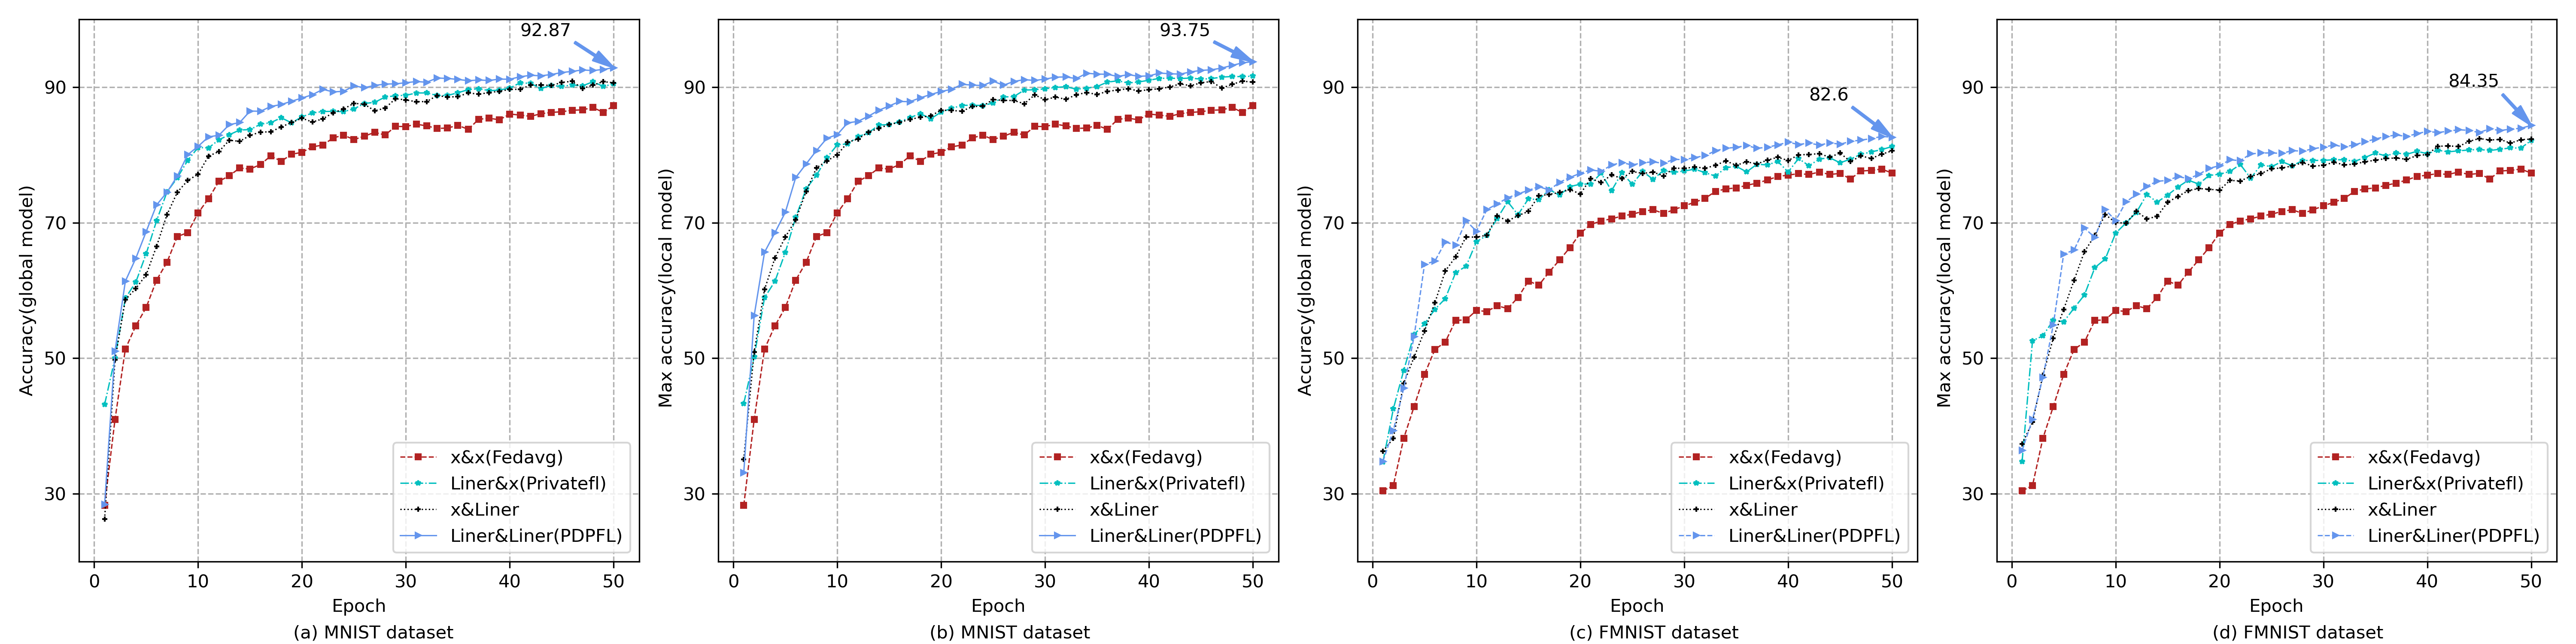 92.87
90
70
50
30
Accuracy(global model)
x&x(Fedavg)
Liner&x(Privatefl)
x&Liner
Liner&Liner(PDPFL)
0 10 20 30 40 50
Epoch
(a) MNIST dataset
93.75
90
70
50
30
Max accuracy(local model)
x&x(Fedavg)
Liner&x(Privatefl)
x&Liner
Liner&Liner(PDPFL)
0 10 20 30 40 50
Epoch
(b) MNIST dataset
82.6
90
70
50
30
Accuracy(global model)
x&x(Fedavg)
Liner&x(Privatefl)
x&Liner
Liner&Liner(PDPFL)
0 10 20 30 40 50
Epoch
(c) FMNIST dataset
84.35
90
70
50
30
Max accuracy(local model)
x&x(Fedavg)
Liner&x(Privatefl)
x&Liner
Liner&Liner(PDPFL)
0 10 20 30 40 50
Epoch
(d) FMNIST dataset